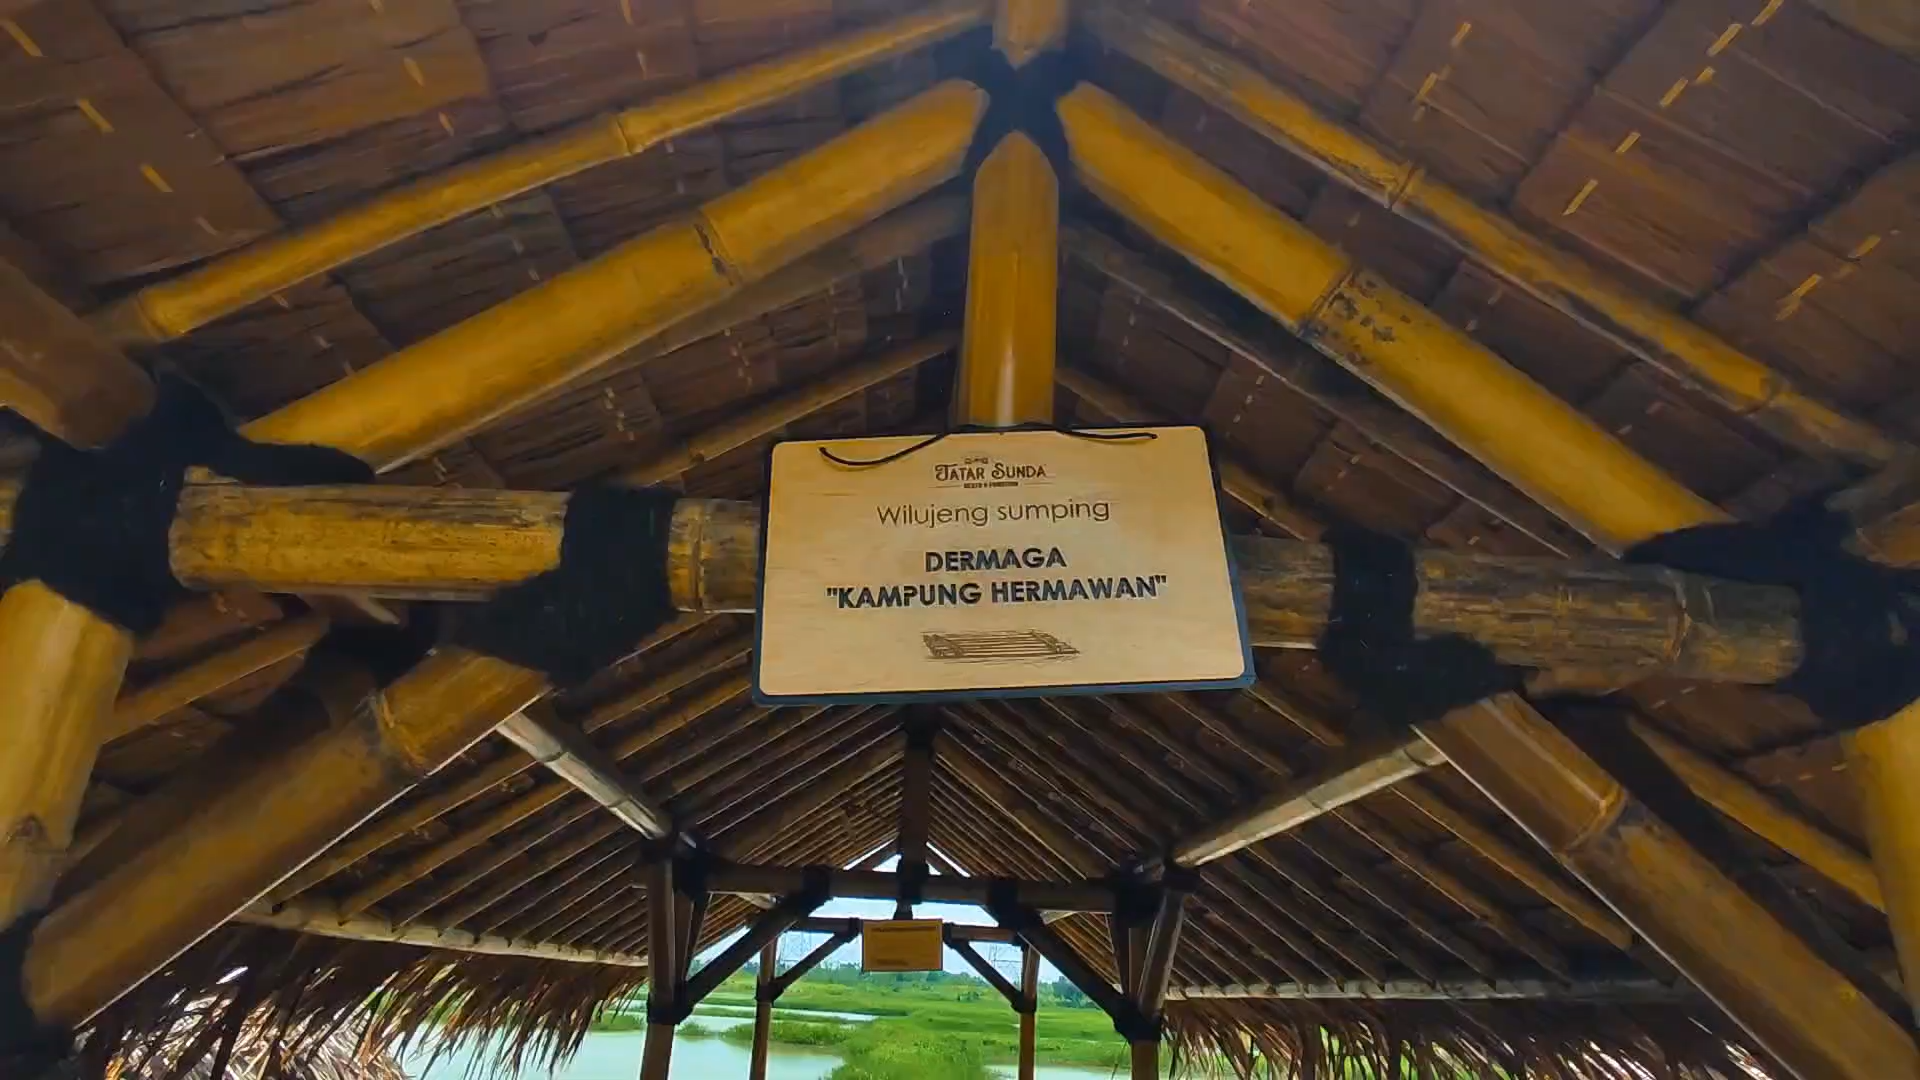 TATAR SUNDA
Wilujeng sumping
DERMAGA
"KAMPUNG HERMAWAN"